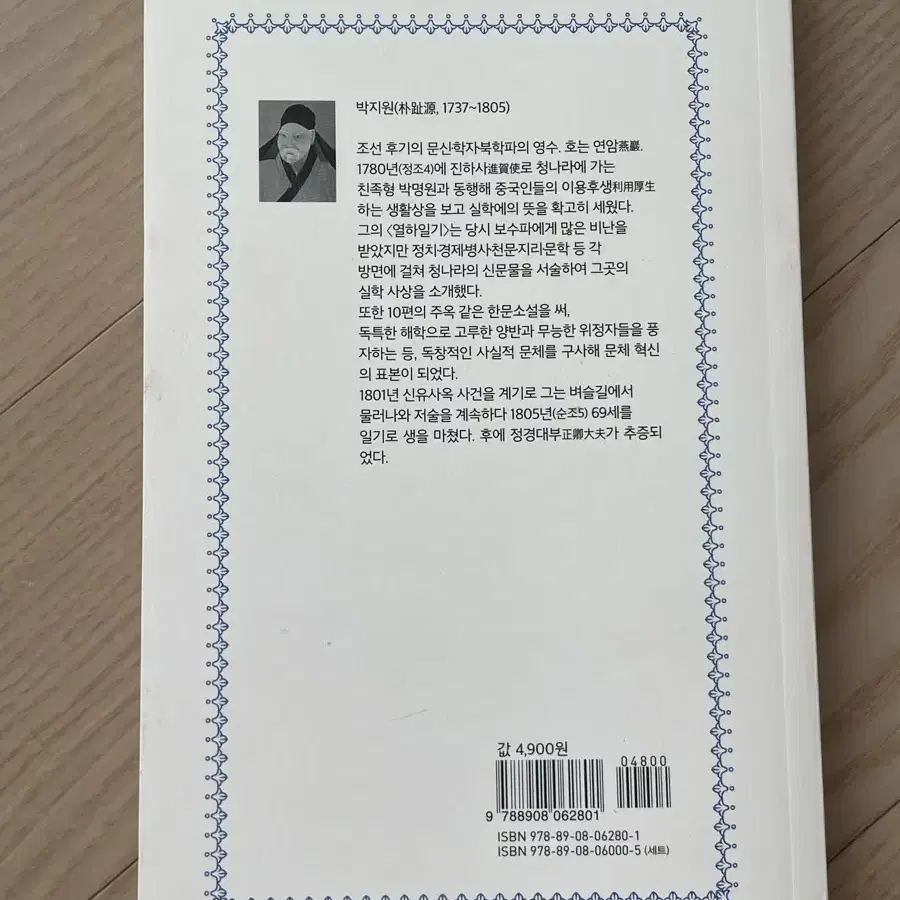 박지원(朴趾源, 1737~1805)
조선 후기의 문신·학자·북학파의 영수. 호는 연암燕巖.
1780년(정조4)에 진하사進賀使로 청나라에 가는
친족형 박명원과 동행해 중국인들의 이용후생利用厚生
하는 생활상을 보고 실학에의 뜻을 확고히 세웠다.
그의 〈열하일기〉는 당시 보수파에게 많은 비난을
받았지만 정치·경제·병사·천문·지리·문학 등 각
방면에 걸쳐 청나라의 신문물을 서술하여 그곳의
실학 사상을 소개했다.
또한 10편의 주옥 같은 한문소설을 써,
독특한 해학으로 고루한 양반과 무능한 위정자들을 풍
자하는 등, 독창적인 사실적 문체를 구사해 문체 혁신
의 표본이 되었다.
1801년 신유사옥 사건을 계기로 그는 벼슬길에서
물러나와 저술을 계속하다 1805년(순조5) 69세를
일기로 생을 마쳤다. 후에 정경대부正卿大夫가 추증되
었다.
값 4,900원
04800
9 788908 062801
ISBN 978-89-08-06280-1
ISBN 978-89-08-06000-5 (세트)